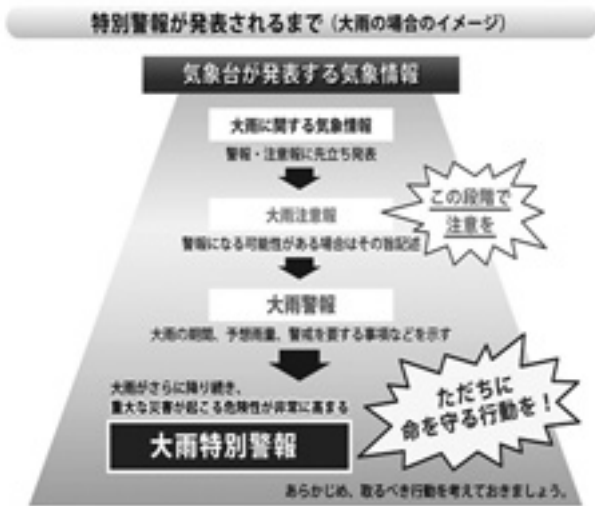 特別警報が発表されるまで（大雨の場合のイメージ）
気象台が発表する気象情報
大雨に関する気象情報
警報・注意報に先立ち発表
大雨注意報
警報になる可能性がある場合はその旨記述
この段階で
注意を
大雨警報
大雨の期間、予想雨量、警戒を要する事項などを示す
大雨がさらに降り続き、
重大な災害が起こる危険性が非常に高まる
ただちに
命を守る行動を！
大雨特別警報
あらかじめ、取るべき行動を考えておきましょう。